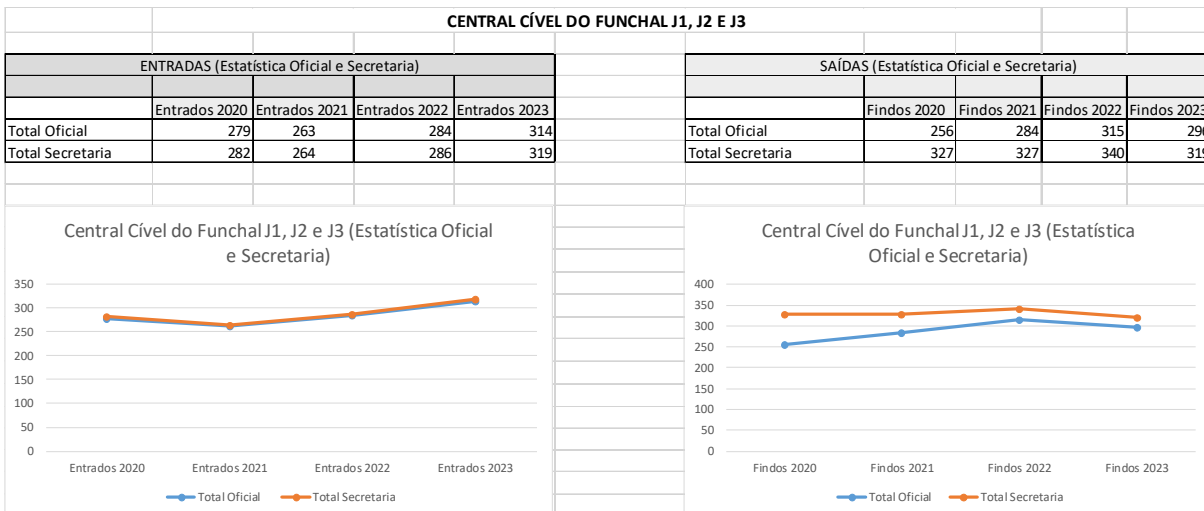 CENTRAL CÍVEL DO FUNCHAL J1, J2 E J3
ENTRADAS (Estatística Oficial e Secretaria)
Entrados 2020 Entrados 2021 Entrados 2022 Entrados 2023
Total Oficial 279 263 284 314
Total Secretaria 282 264 286 319
SAÍDAS (Estatística Oficial e Secretaria)
Findos 2020 Findos 2021 Findos 2022 Findos 2023
Total Oficial 256 284 315 296
Total Secretaria 327 327 340 319
Central Cível do Funchal J1, J2 e J3 (Estatística Oficial
e Secretaria)
350
300
250
200
150
100
50
0
Entrados 2020 Entrados 2021 Entrados 2022 Entrados 2023
Total Oficial Total Secretaria
Central Cível do Funchal J1, J2 e J3 (Estatística
Oficial e Secretaria)
400
350
300
250
200
150
100
50
0
Findos 2020 Findos 2021 Findos 2022 Findos 2023
Total Oficial Total Secretaria